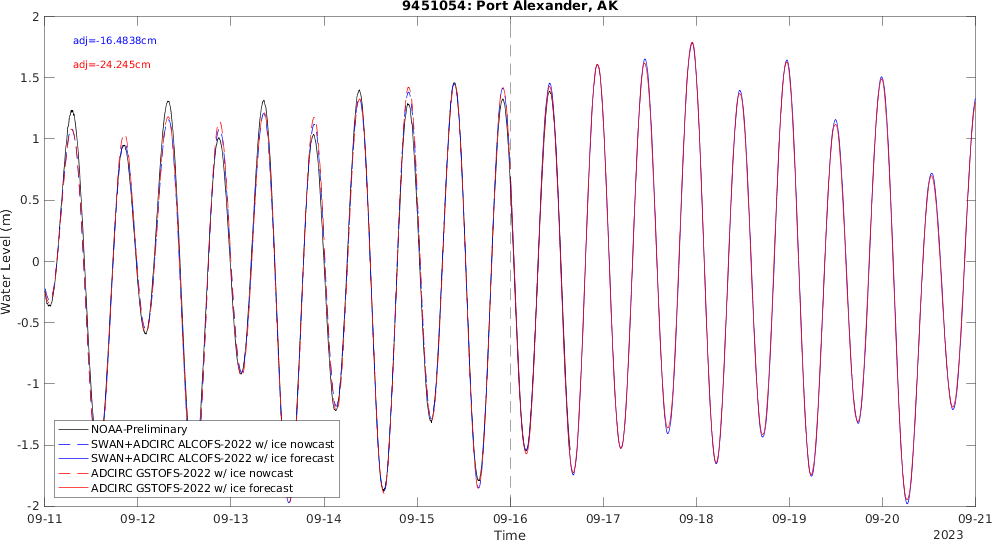 9451054: Port Alexander, AK
adj=-16.4838cm
adj=-24.245cm
Water Level (m)
2
1.5
1
0.5
0
-0.5
-1
-1.5
-2
NOAA-Preliminary
SWAN+ADCIRC ALCOFS-2022 w/ ice nowcast
SWAN+ADCIRC ALCOFS-2022 w/ ice forecast
ADCIRC GSTOFS-2022 w/ ice nowcast
ADCIRC GSTOFS-2022 w/ ice forecast
09-11 09-12 09-13 09-14 09-15 09-16 09-17 09-18 09-19 09-20 09-21
Time
2023